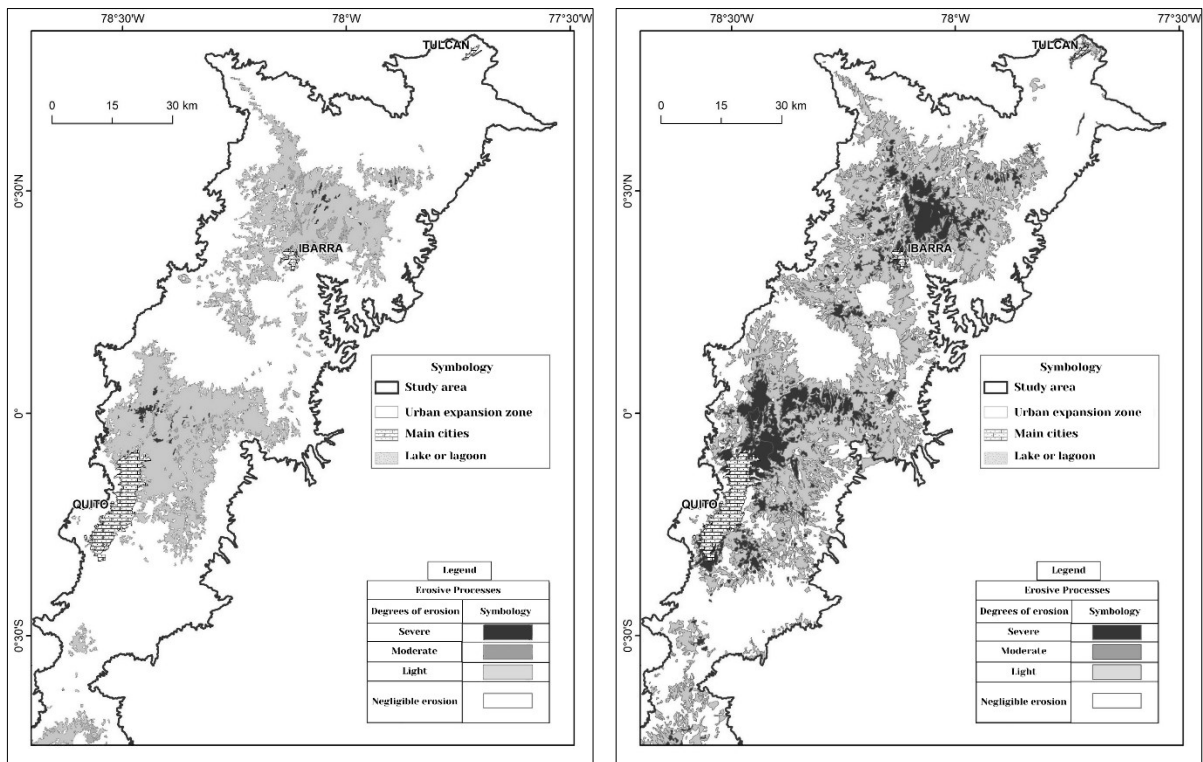 78°30'W
78°W
77°30'W
TULCAN
0
15
30 km
0°30'N
IBARRA
Symbology
Study area
Urban expansion zone
Main cities
Lake or lagoon
0°
QUITO
Legend
Erosive Processes
Degrees of erosion Symbology
Severe
Moderate
Light
Negligible erosion
0°30'S
78°30'W
78°W
77°30'W
TULCAN
0
15
30 km
0°30'N
IBARRA
Symbology
Study area
Urban expansion zone
Main cities
Lake or lagoon
0°
QUITO
Legend
Erosive Processes
Degrees of erosion Symbology
Severe
Moderate
Light
Negligible erosion
0°30'S